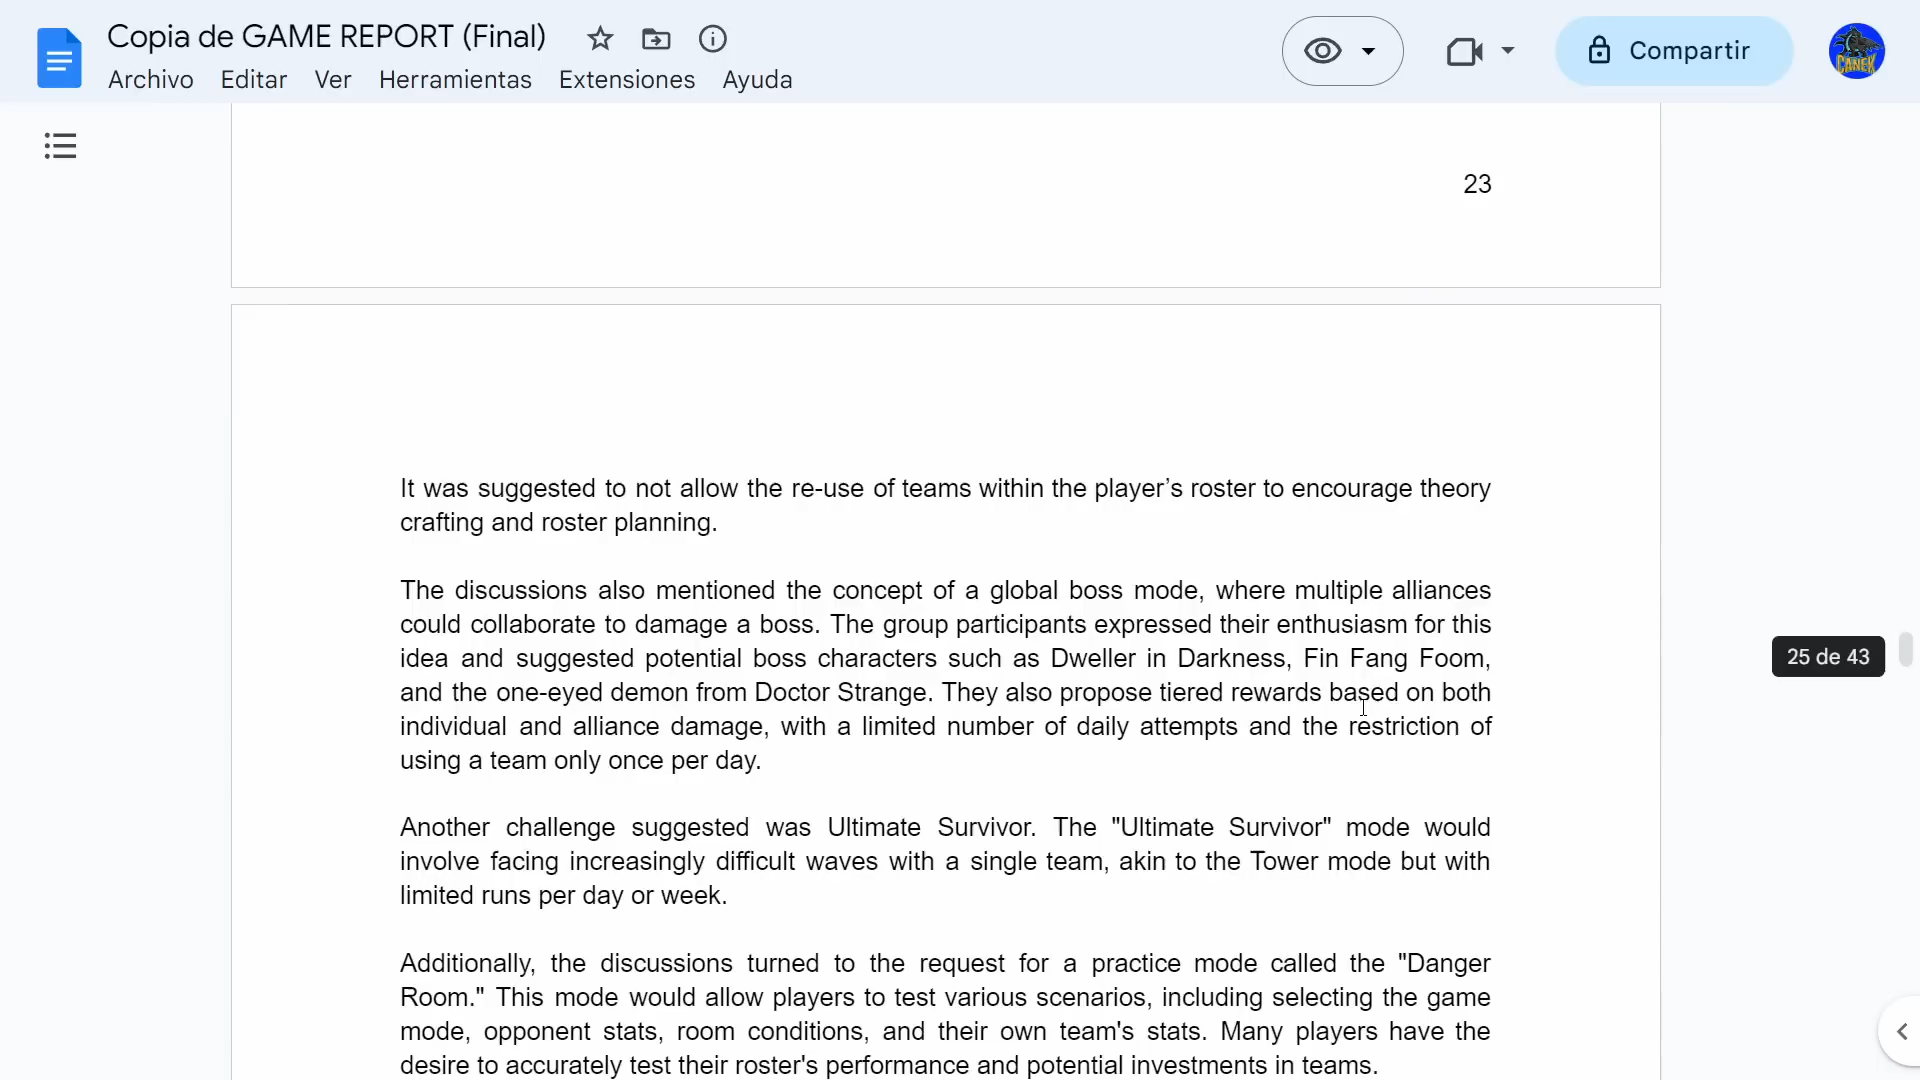 Copia de GAME REPORT (Final)
Archivo Editar Ver Herramientas Extensiones Ayuda
Compartir
CANEK
23
It was suggested to not allow the re-use of teams within the player’s roster to encourage theory
crafting and roster planning.
The discussions also mentioned the concept of a global boss mode, where multiple alliances
could collaborate to damage a boss. The group participants expressed their enthusiasm for this
idea and suggested potential boss characters such as Dweller in Darkness, Fin Fang Foom,
and the one-eyed demon from Doctor Strange. They also propose tiered rewards based on both
individual and alliance damage, with a limited number of daily attempts and the restriction of
using a team only once per day.
25 de 43
Another challenge suggested was Ultimate Survivor. The "Ultimate Survivor" mode would
involve facing increasingly difficult waves with a single team, akin to the Tower mode but with
limited runs per day or week.
Additionally, the discussions turned to the request for a practice mode called the "Danger
Room." This mode would allow players to test various scenarios, including selecting the game
mode, opponent stats, room conditions, and their own team's stats. Many players have the
desire to accurately test their roster's performance and potential investments in teams.